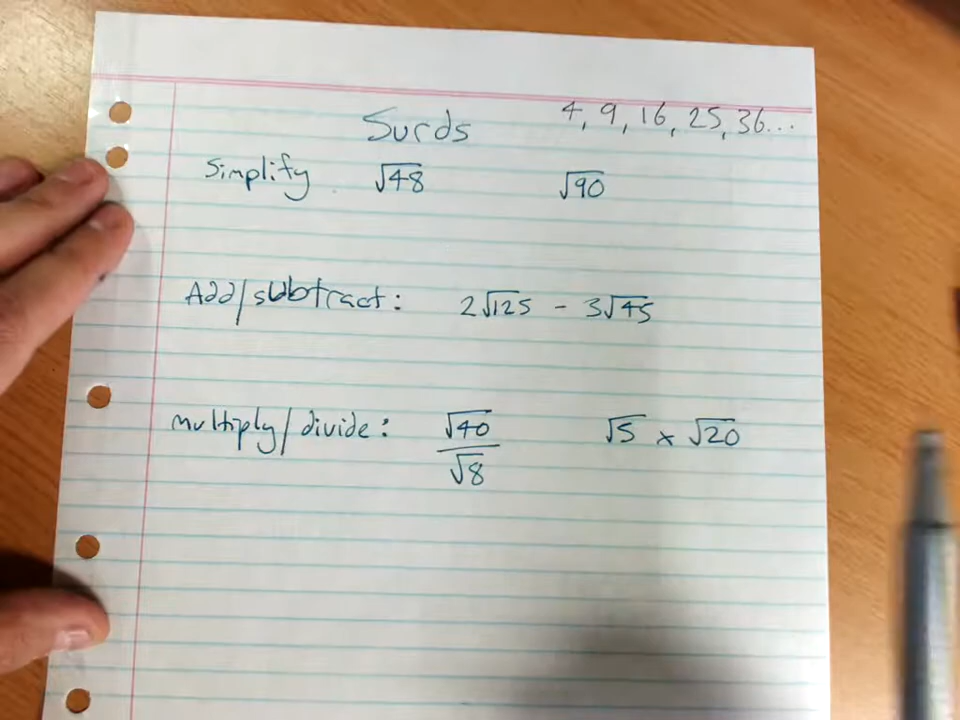 Surds 4, 9, 16, 25, 36...
Simplify √48 √90
Add/subtract: 2√125 - 3√45
multiply/divide: √40/√8 √5 x √20